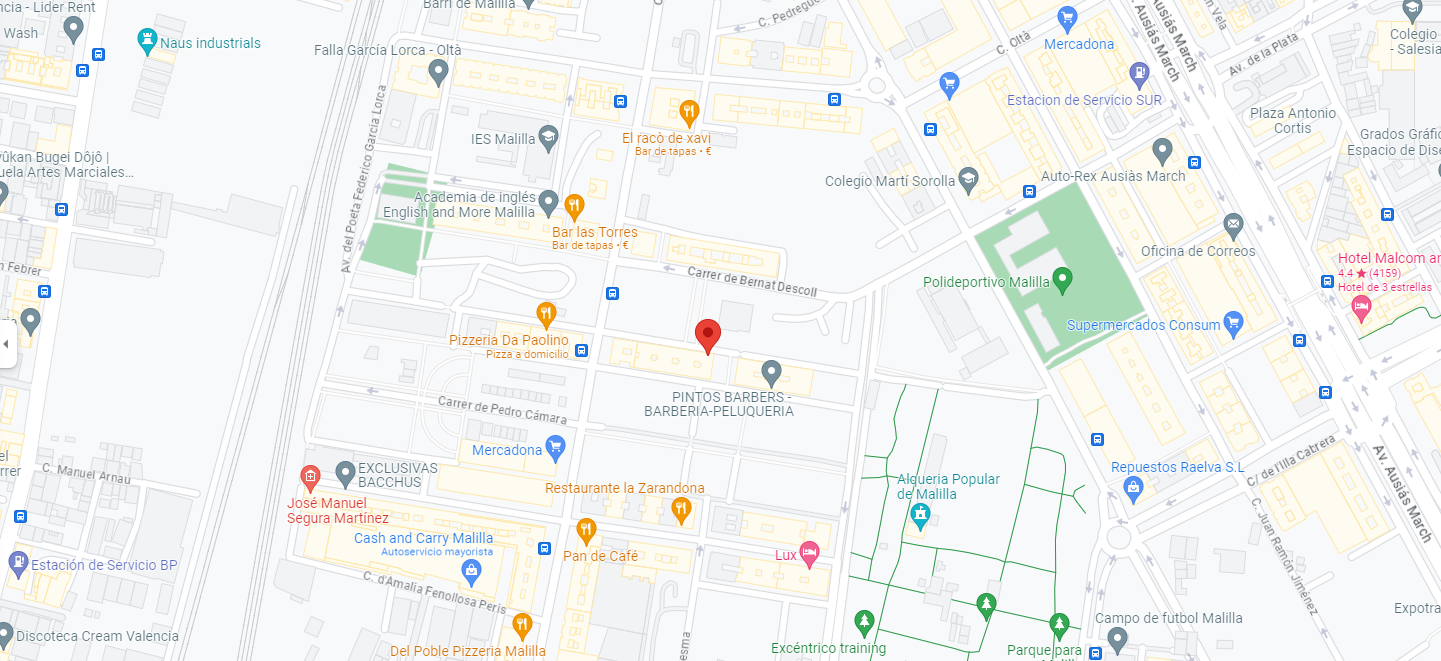 ncia - Lider Rent
Wash
Naus industrials
Barri de Malilla
Falla García Lorca - Oltà
C. Pedregue
C. Oltà
Mercadona
Av. Ausiàs March
Ausiàs March
Av. de la Plata
Colegio
- Salesia
Estacion de Servicio SUR
Plaza Antonio
Cortis
Grados Gráfic
Espacio de Dise
IES Malilla
El racò de xavi
Bar de tapas • €
Av. del Poeta Federico García Lorca
ûkan Bugei Dôjô |
uela Artes Marciales...
Academia de inglés
English and More Malilla
Bar las Torres
Bar de tapas • €
Colegio Martí Sorolla
Auto-Rex Ausiàs March
Oficina de Correos
Hotel Malcom an
4.4 ★ (4159)
Hotel de 3 estrellas
n Febrer
Carrer de Bernat Descoll
Polideportivo Malilla
Supermercados Consum
Pizzeria Da Paolino
Pizza a domicilio
PINTOS BARBERS -
BARBERIA-PELUQUERIA
Carrer de Pedro Cámara
Mercadona
C. Manuel Arnau
EXCLUSIVAS
BACCHUS
José Manuel
Segura Martínez
Restaurante la Zarandona
Alqueria Popular
de Malilla
Repuestos Raelva S.L
C/ de l'Illa Cabrera
Av. Ausiàs March
C. Juan Ramón Jiménez
Cash and Carry Malilla
Autoservicio mayorista
Pan de Café
Lux
Estación de Servicio BP
C. d'Amalia Fenollosa Peris
Discoteca Cream Valencia
Del Poble Pizzeria Malilla
Excéntrico training
Campo de futbol Malilla
Parque para
Expotra